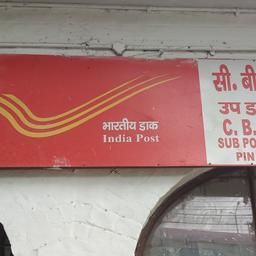 भारतीय डाक
India Post
सी. बी
उप
C. B.
SUB PO
PIN